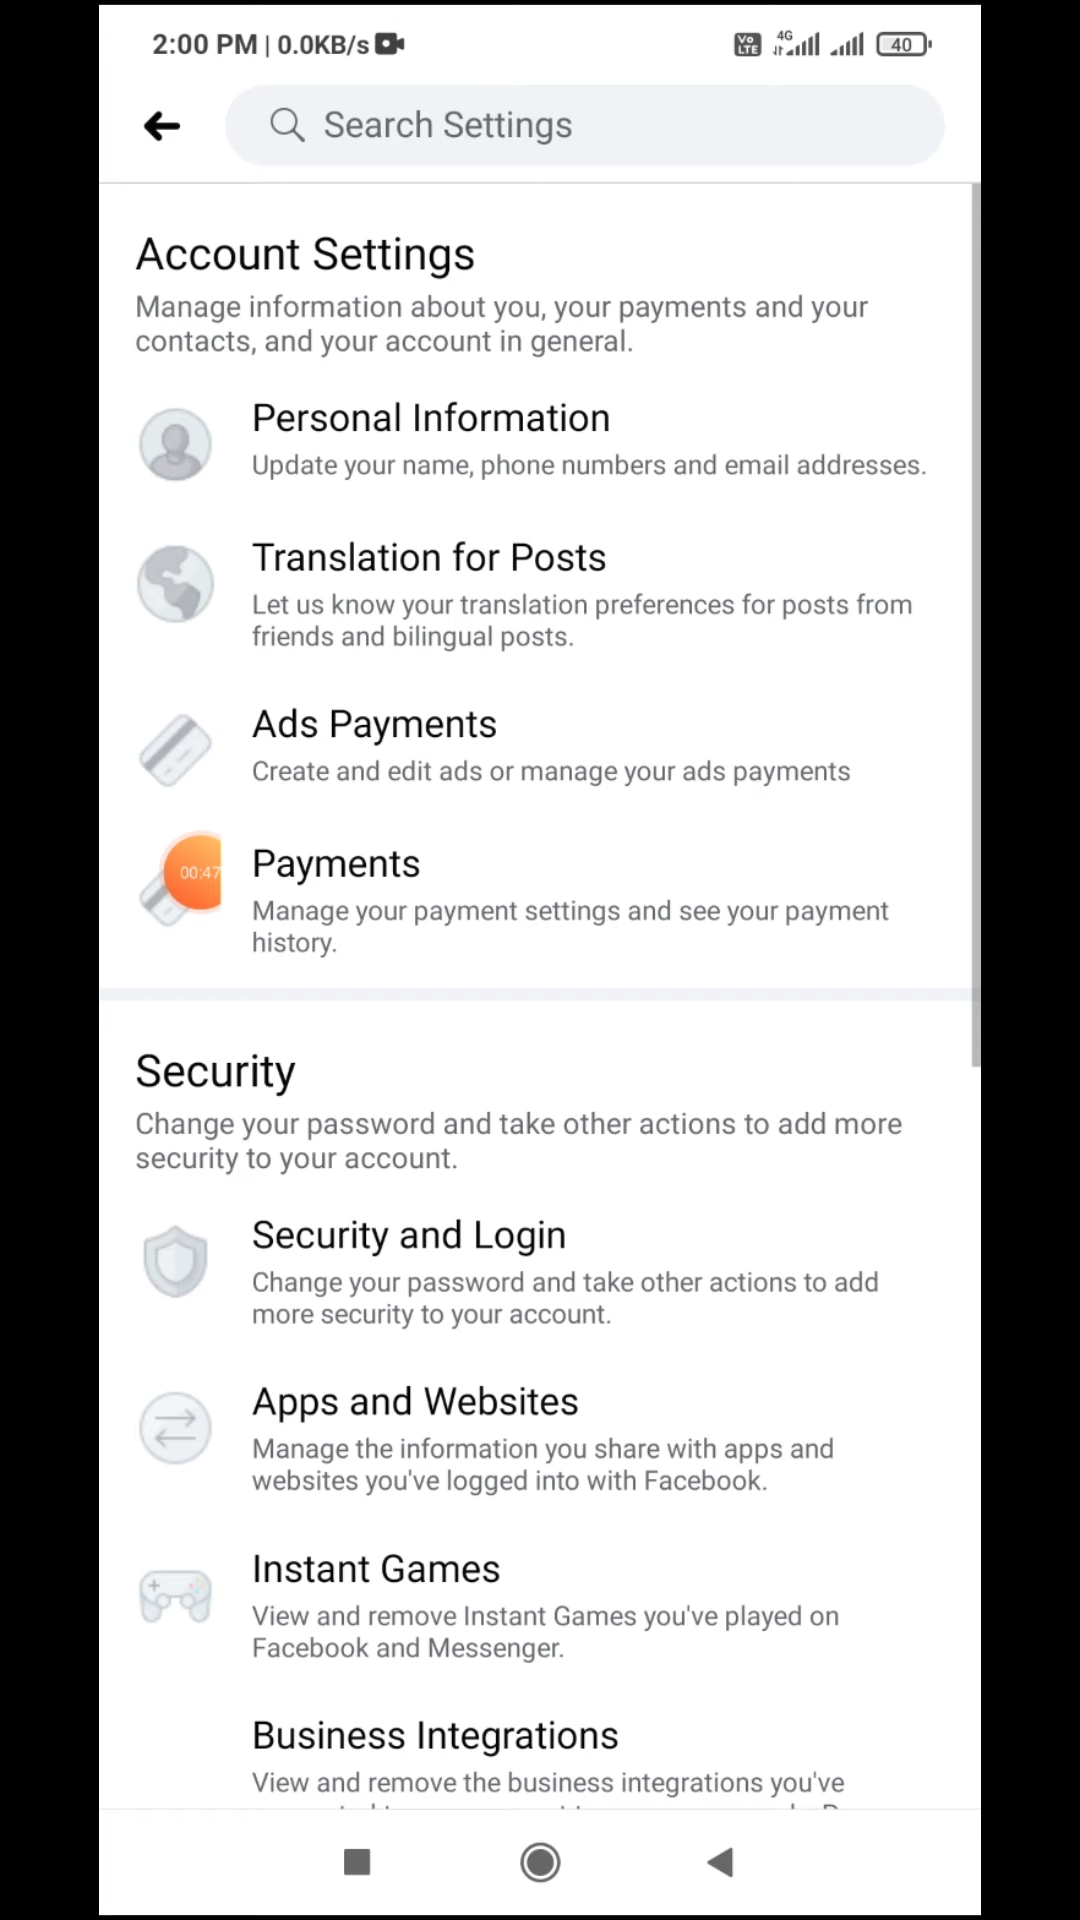 2:00 PM | 0.0KB/s
Vo LTE 4G 40
Search Settings
Account Settings
Manage information about you, your payments and your
contacts, and your account in general.
Personal Information
Update your name, phone numbers and email addresses.
Translation for Posts
Let us know your translation preferences for posts from
friends and bilingual posts.
Ads Payments
Create and edit ads or manage your ads payments
00:47
Payments
Manage your payment settings and see your payment
history.
Security
Change your password and take other actions to add more
security to your account.
Security and Login
Change your password and take other actions to add
more security to your account.
Apps and Websites
Manage the information you share with apps and
websites you've logged into with Facebook.
Instant Games
View and remove Instant Games you've played on
Facebook and Messenger.
Business Integrations
View and remove the business integrations you've